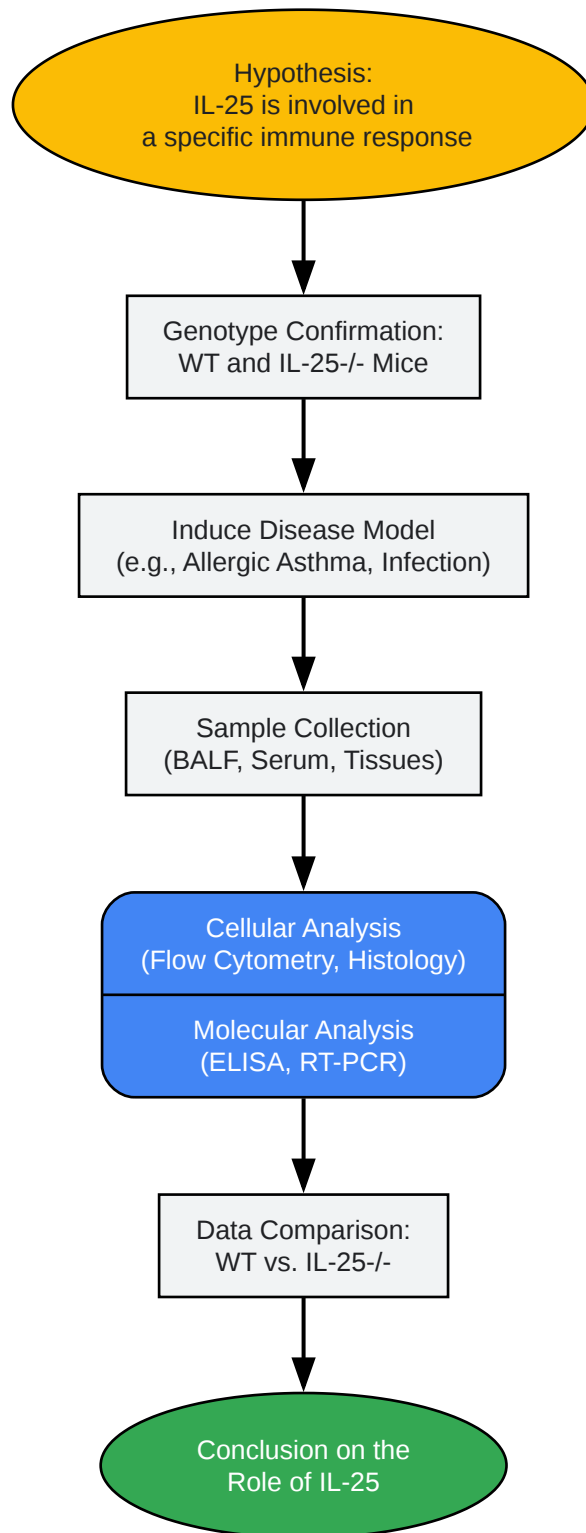 Hypothesis:
IL-25 is involved in
a specific immune response
Genotype Confirmation:
WT and IL-25-/- Mice
Induce Disease Model
(e.g., Allergic Asthma, Infection)
Sample Collection
(BALF, Serum, Tissues)
Cellular Analysis
(Flow Cytometry, Histology)
Molecular Analysis
(ELISA, RT-PCR)
Data Comparison:
WT vs. IL-25-/-
Conclusion on the
Role of IL-25